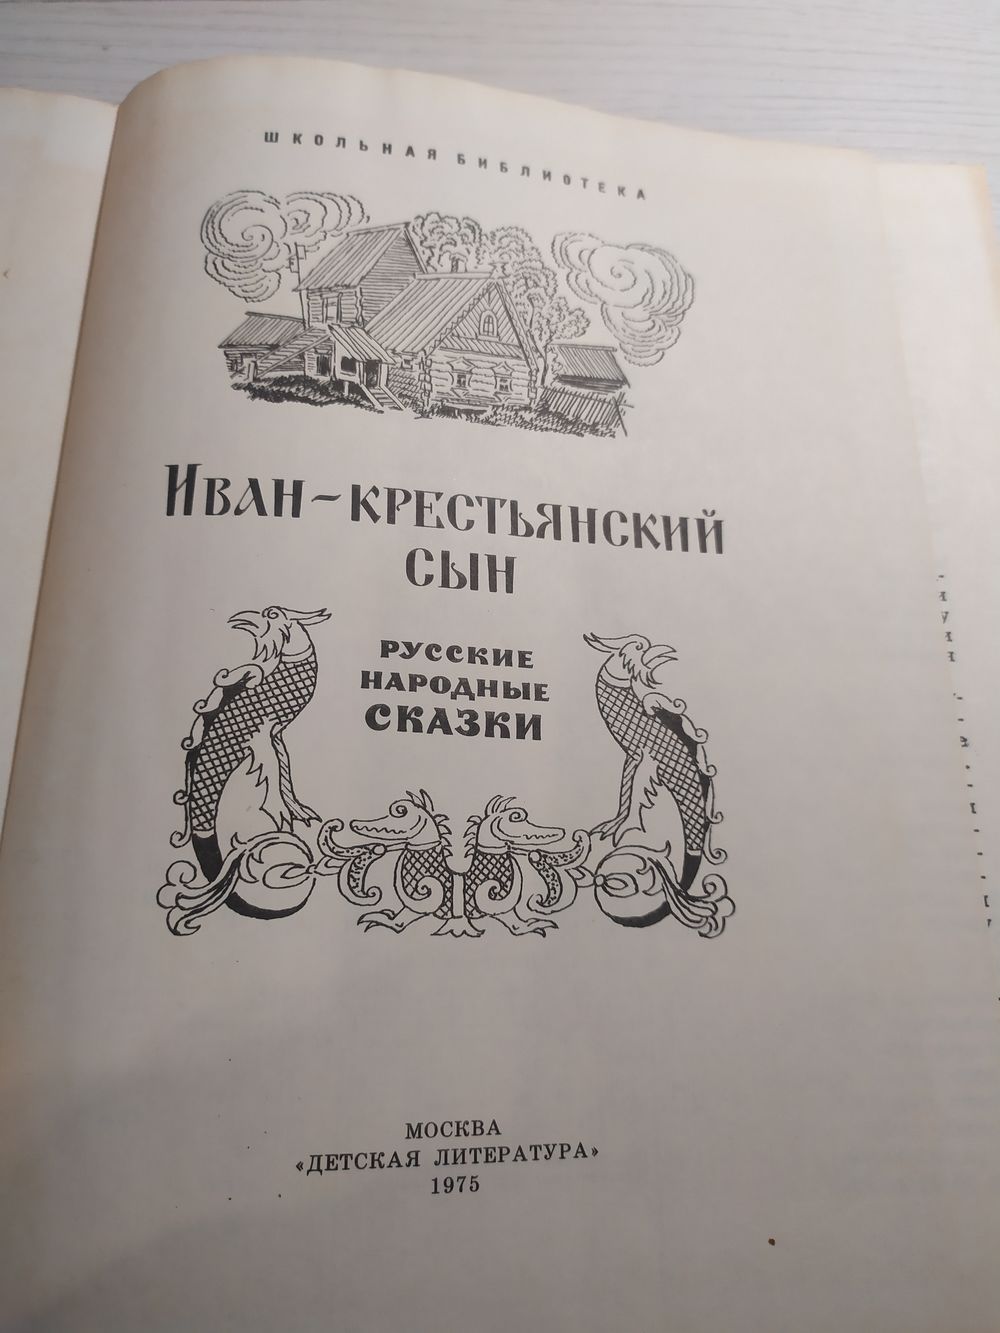 ШКОЛЬНАЯ БИБЛИОТЕКА
ИВАН-КРЕСТЬЯНСКИЙ
СЫН
РУССКИЕ
НАРОДНЫЕ
СКАЗКИ
МОСКВА
«ДЕТСКАЯ ЛИТЕРАТУРА»
1975